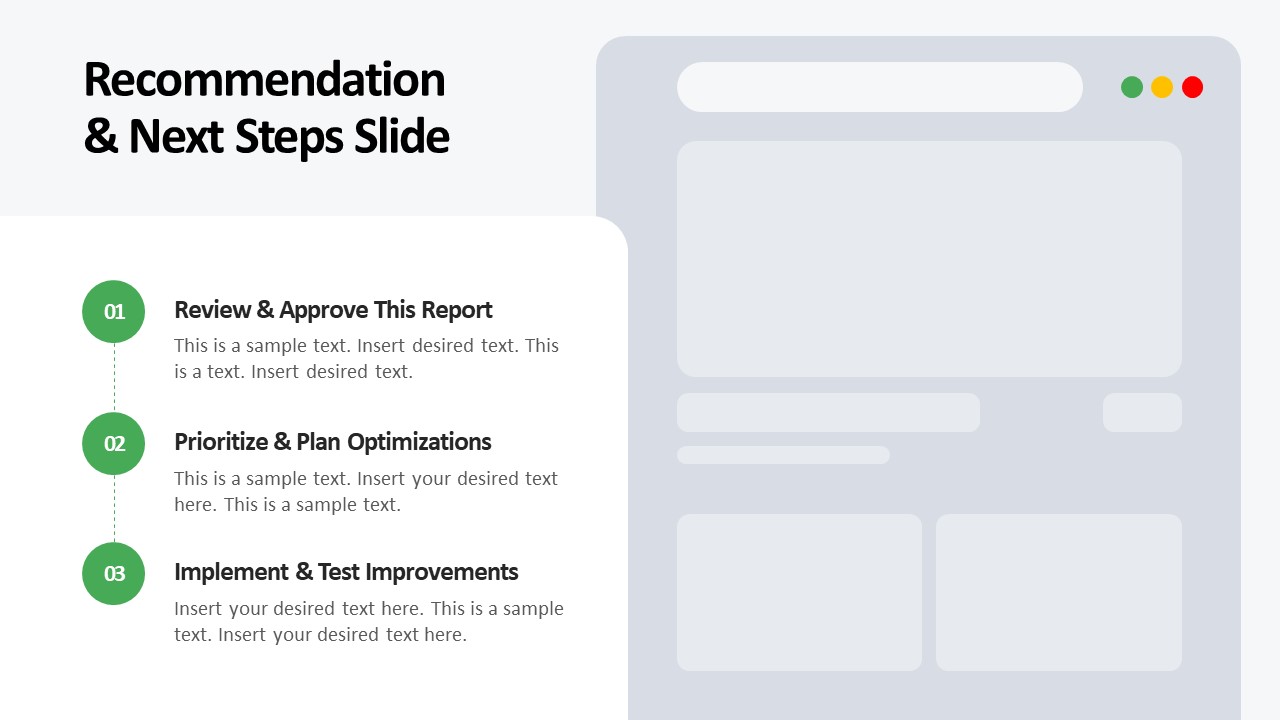 Recommendation
& Next Steps Slide
01
Review & Approve This Report
This is a sample text. Insert desired text. This
is a text. Insert desired text.
02
Prioritize & Plan Optimizations
This is a sample text. Insert your desired text
here. This is a sample text.
03
Implement & Test Improvements
Insert your desired text here. This is a sample
text. Insert your desired text here.